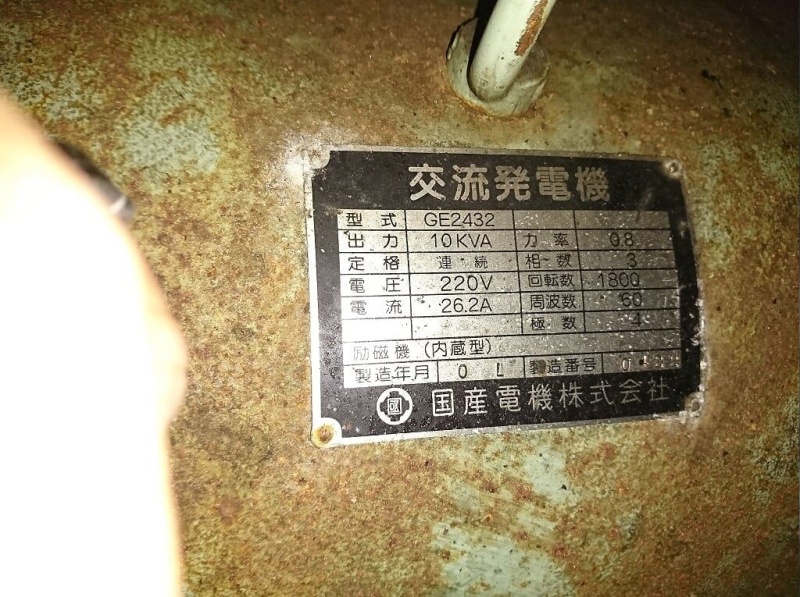 交流発電機
型式 GE2432
出力 10KVA 力率 0.8
定格 連続 相数 3
電圧 220V 回転数 1800
電流 26.2A 周波数 60
極数 4
励磁機(内蔵型)
製造年月 0 L 製造番号
國 国産電機株式会社